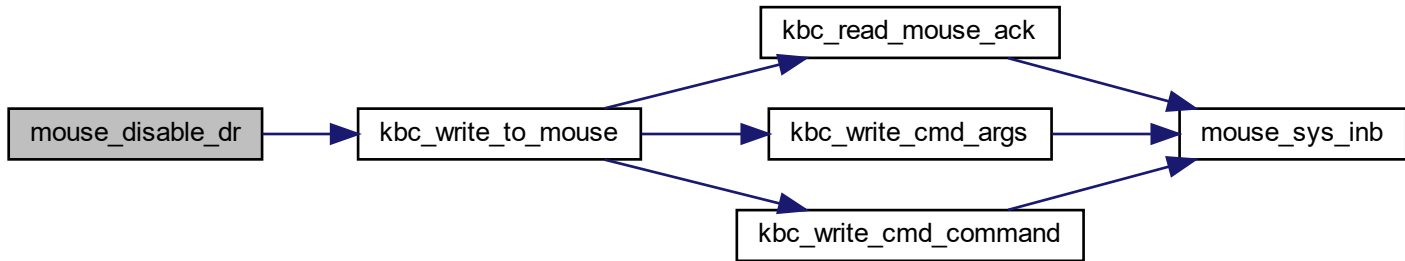 mouse_disable_dr
kbc_write_to_mouse
kbc_read_mouse_ack
kbc_write_cmd_args
kbc_write_cmd_command
mouse_sys_inb